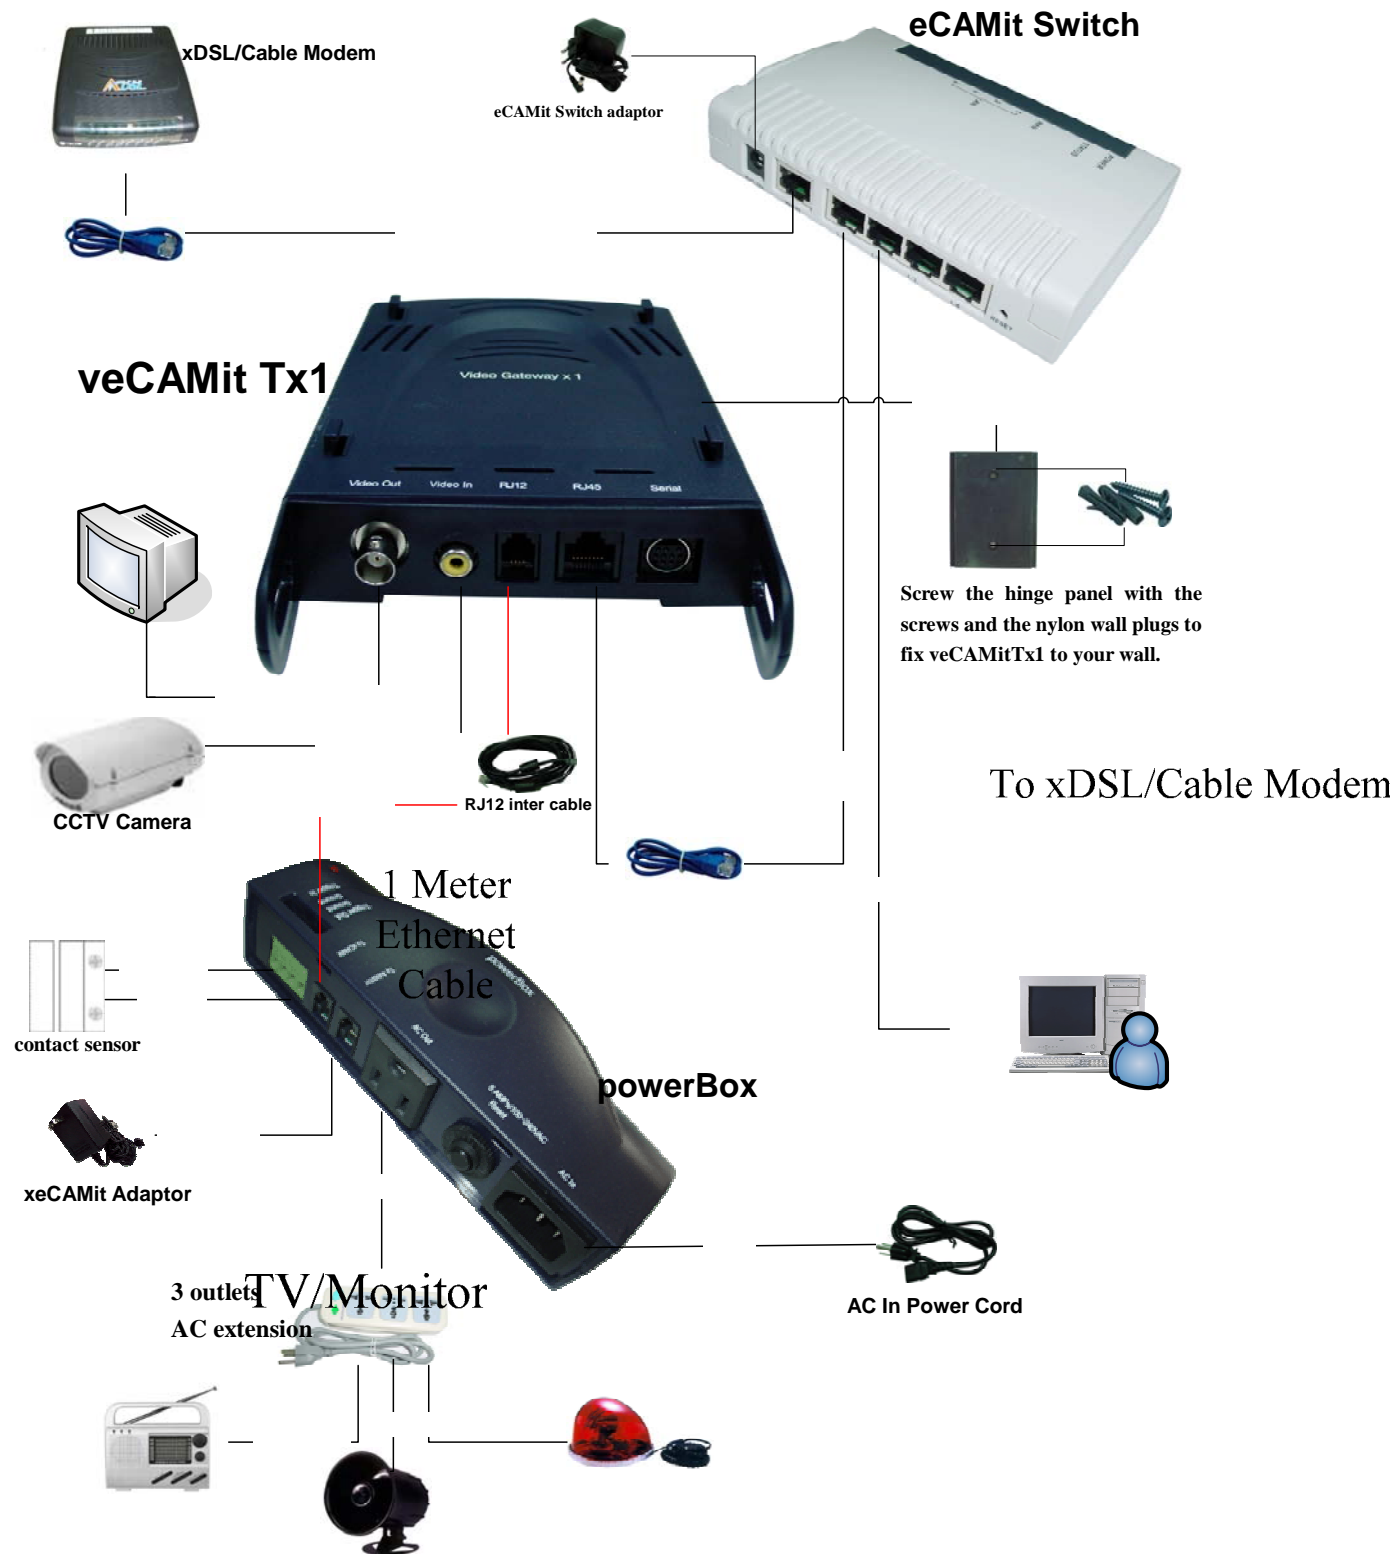 eCAMit Switch
xDSL/Cable Modem
eCAMit Switch adaptor
RESET
veCAMit Tx1
Video Gateway x 1
Video Out
Video In
RJ12
RJ45
Serial
Screw the hinge panel with the
screws and the nylon wall plugs to
fix veCAMitTx1 to your wall.
To xDSL/Cable Modem
RJ12 inter cable
CCTV Camera
1 Meter
Ethernet
Cable
powerBox
AC Out
Reset
AC In
contact sensor
powerBox
xeCAMit Adaptor
AC In Power Cord
TV/Monitor
3 outlets
AC extension